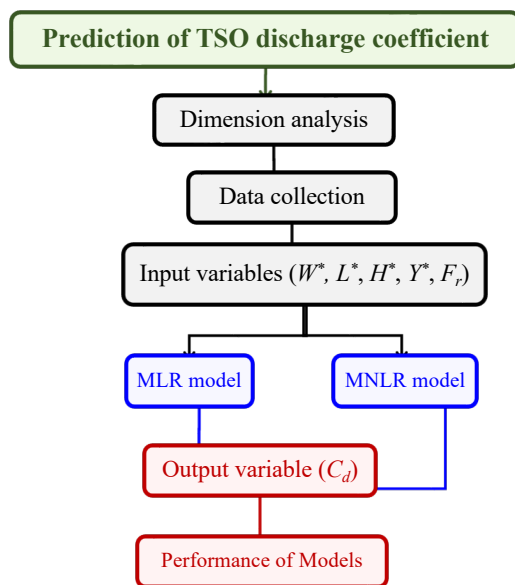 Prediction of TSO discharge coefficient
Dimension analysis
Data collection
Input variables (W*, L*, H*, Y*, Fr)
MLR model
MNLR model
Output variable (Cd)
Performance of Models